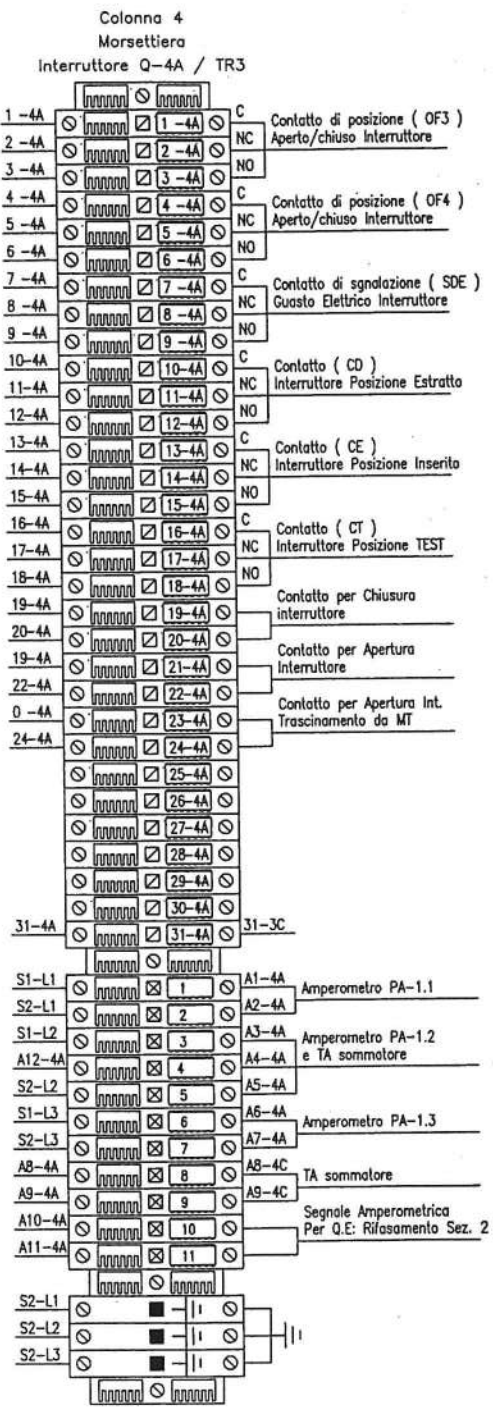 Colonna 4
Morsettiera
Interruttore Q-4A / TR3
1 -4A 1 -4A C
Contatto di posizione ( OF3 )
Aperto/chiuso Interruttore
2 -4A 2 -4A NC
3 -4A 3 -4A NO
4 -4A 4 -4A C
Contatto di posizione ( OF4 )
Aperto/chiuso Interruttore
5 -4A 5 -4A NC
6 -4A 6 -4A NO
7 -4A 7 -4A C
Contatto di sgnalazione ( SDE )
Guasto Elettrico Interruttore
8 -4A 8 -4A NC
9 -4A 9 -4A NO
10-4A 10-4A C
Contatto ( CD )
Interruttore Posizione Estratto
11-4A 11-4A NC
12-4A 12-4A NO
13-4A 13-4A C
Contatto ( CE )
Interruttore Posizione Inserito
14-4A 14-4A NC
15-4A 15-4A NO
16-4A 16-4A C
Contatto ( CT )
Interruttore Posizione TEST
17-4A 17-4A NC
18-4A 18-4A NO
19-4A 19-4A
Contatto per Chiusura
interruttore
20-4A 20-4A
19-4A 21-4A
Contatto per Apertura
Interruttore
22-4A 22-4A
0 -4A 23-4A
Contatto per Apertura Int.
Trascinamento da MT
24-4A 24-4A
25-4A
26-4A
27-4A
28-4A
29-4A
30-4A
31-4A 31-4A 31-3C
S1-L1 1 A1-4A
Amperometro PA-1.1
S2-L1 2 A2-4A
S1-L2 3 A3-4A
Amperometro PA-1.2
e TA sommatore
A12-4A 4 A4-4A
S2-L2 5 A5-4A
S1-L3 6 A6-4A
Amperometro PA-1.3
S2-L3 7 A7-4A
A8-4A 8 A8-4C
TA sommatore
A9-4A 9 A9-4C
A10-4A 10
Segnale Amperometrica
Per Q.E: Rifasamento Sez. 2
A11-4A 11
S2-L1
S2-L2
S2-L3